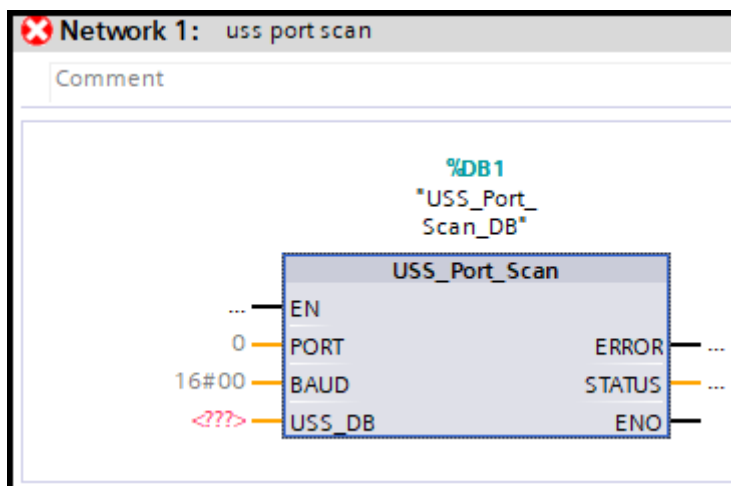 Network 1: uss port scan
Comment
%DB1
"USS_Port_
Scan_DB"
USS_Port_Scan
... EN
0 PORT ERROR ...
16#00 BAUD STATUS ...
<???> USS_DB ENO